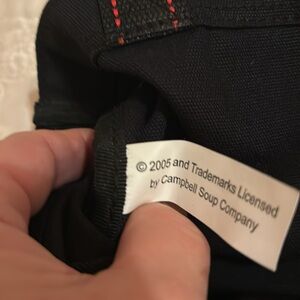 © 2005 and Trademarks Licensed
by Campbell Soup Company